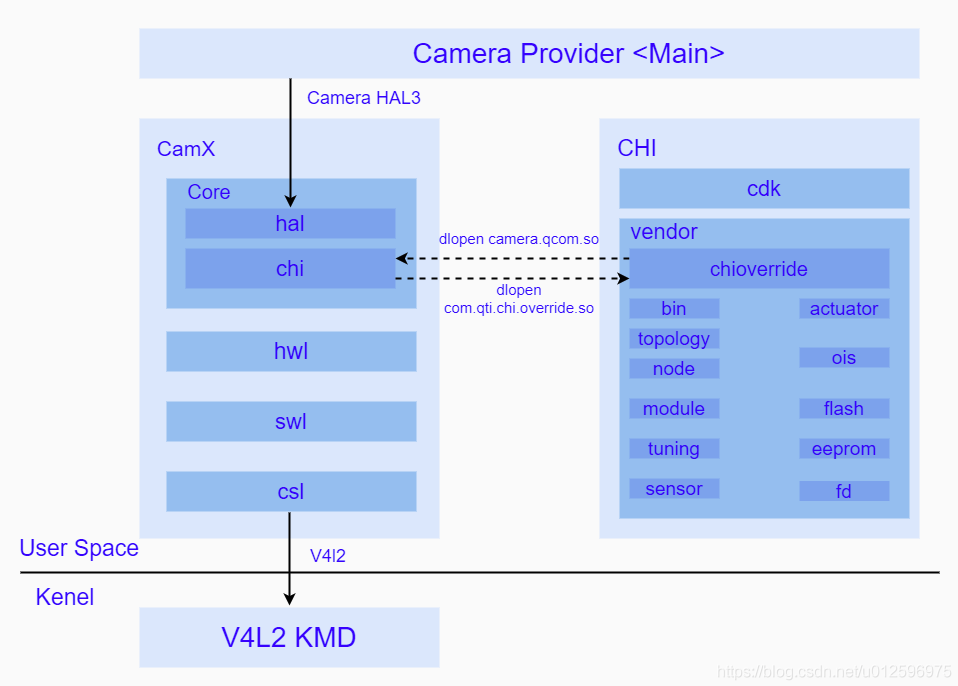 Camera Provider <Main>
Camera HAL3
CamX
Core
hal
chi
hwl
swl
csl
dlopen camera.qcom.so
dlopen
com.qti.chi.override.so
CHI
cdk
vendor
chioverride
bin
topology
node
module
tuning
sensor
actuator
ois
flash
eeprom
fd
User Space
V4l2
Kenel
V4L2 KMD
https://blog.csdn.net/u012596975